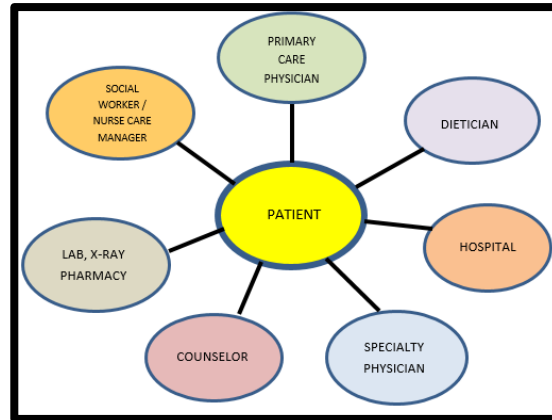 PRIMARY
CARE
PHYSICIAN
SOCIAL
WORKER /
NURSE CARE
MANAGER
DIETICIAN
PATIENT
HOSPITAL
LAB, X-RAY
PHARMACY
COUNSELOR
SPECIALTY
PHYSICIAN